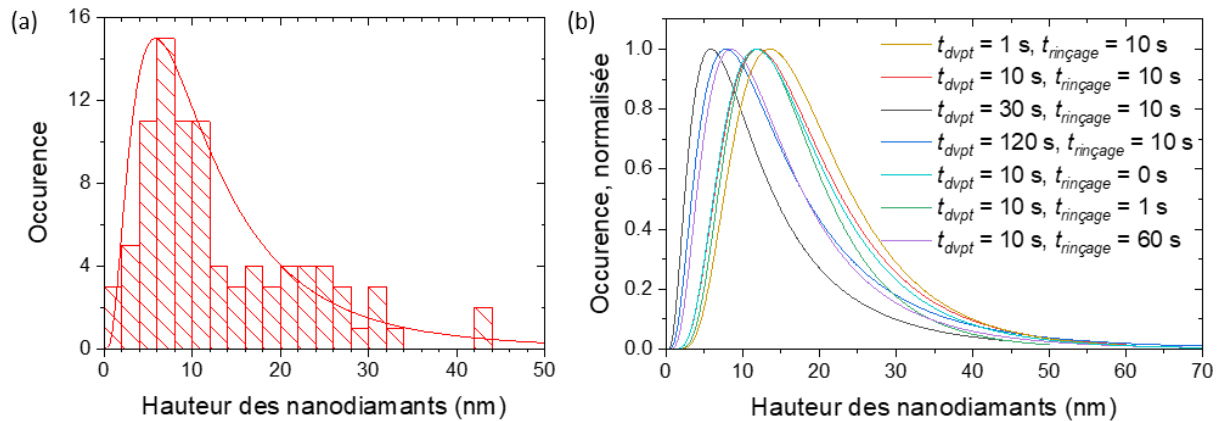 (a)
16
12
8
4
0
0 10 20 30 40 50
Occurence
Hauteur des nanodiamants (nm)
(b)
1.0
0.8
0.6
0.4
0.2
0.0
0 10 20 30 40 50 60 70
Occurence, normalisée
Hauteur des nanodiamants (nm)
t_dvpt = 1 s, t_rinçage = 10 s
t_dvpt = 10 s, t_rinçage = 10 s
t_dvpt = 30 s, t_rinçage = 10 s
t_dvpt = 120 s, t_rinçage = 10 s
t_dvpt = 10 s, t_rinçage = 0 s
t_dvpt = 10 s, t_rinçage = 1 s
t_dvpt = 10 s, t_rinçage = 60 s